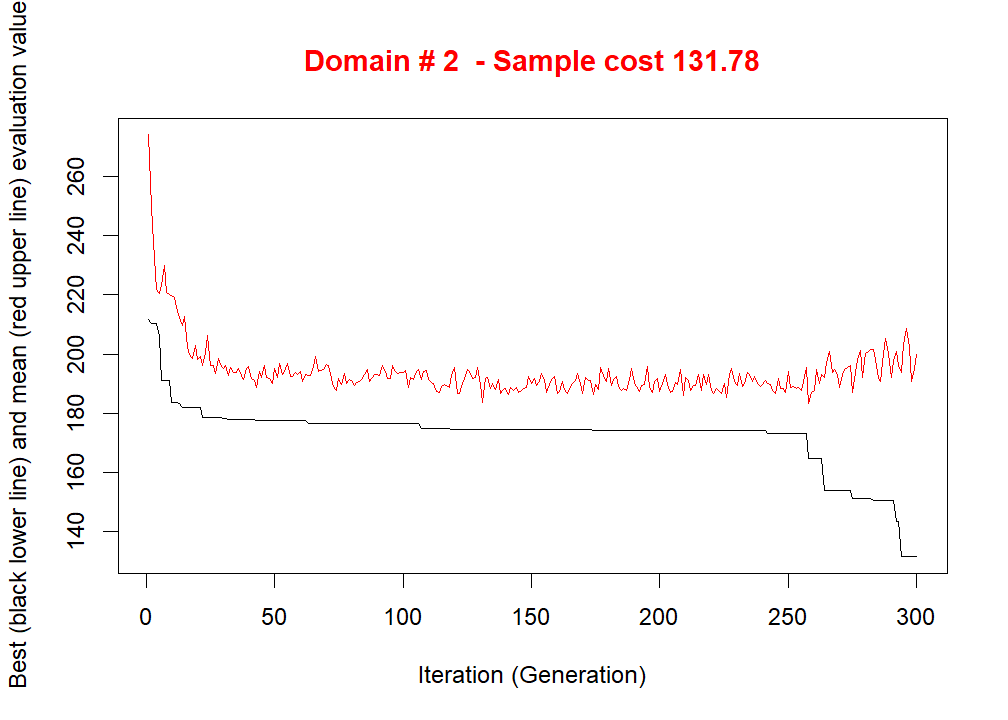 Domain # 2  - Sample cost 131.78
Best (black lower line) and mean (red upper line) evaluation value
260
240
220
200
180
160
140
0 50 100 150 200 250 300
Iteration (Generation)